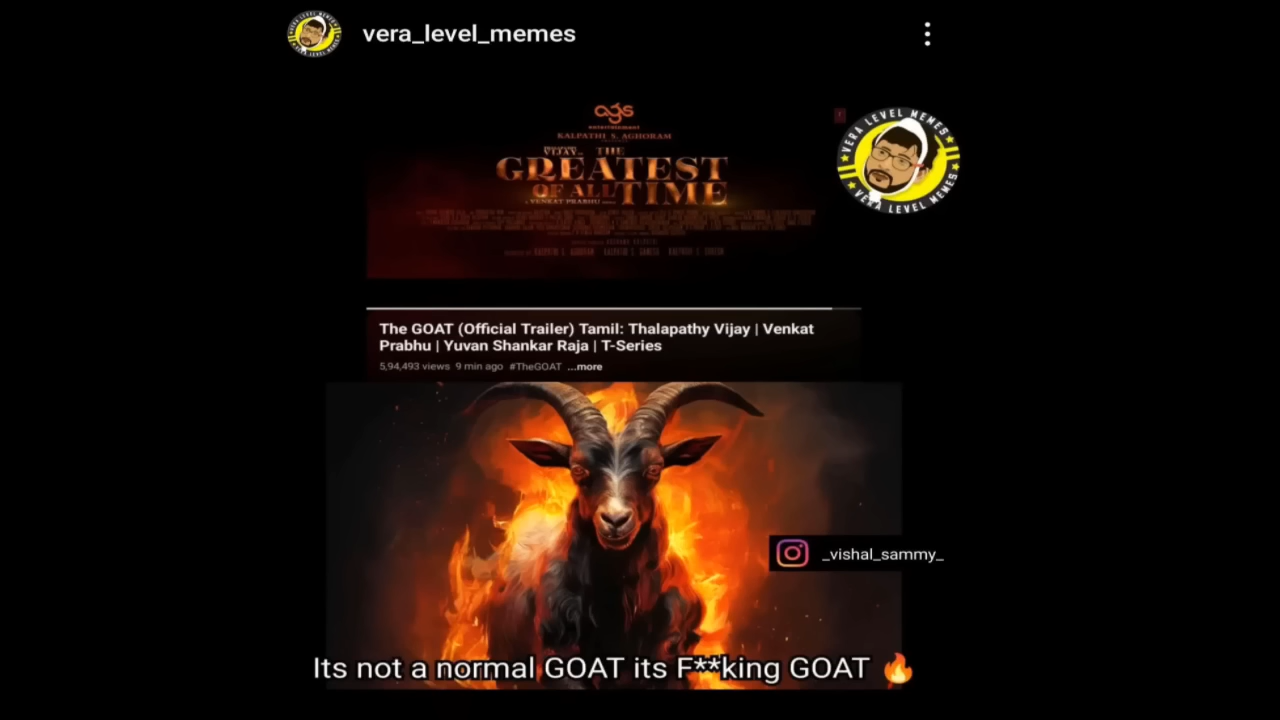 vera_level_memes
ags
entertainment
KALPATHI S. AGHORAM
VIJAY THE
GREATEST
OF ALL TIME
A VENKAT PRABHU
VERA LEVEL MEMES
VERA LEVEL MEMES
The GOAT (Official Trailer) Tamil: Thalapathy Vijay | Venkat
Prabhu | Yuvan Shankar Raja | T-Series
5,94,493 views 9 min ago #TheGOAT ...more
_vishal_sammy_
Its not a normal GOAT its F**king GOAT 🔥